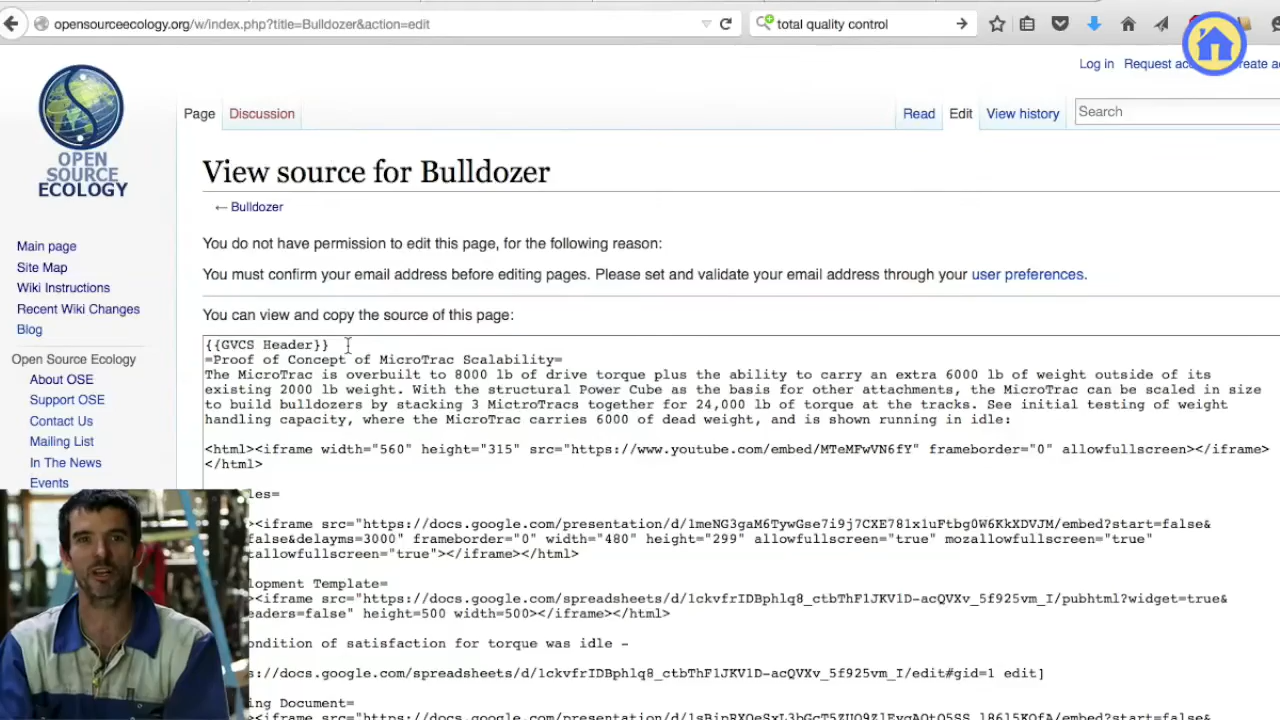 opensourceecology.org/w/index.php?title=Bulldozer&action=edit
total quality control
Log in Request
Page Discussion Read Edit View history Search
OPEN
SOURCE
ECOLOGY
View source for Bulldozer
← Bulldozer
Main page
Site Map
Wiki Instructions
Recent Wiki Changes
Blog
Open Source Ecology
About OSE
Support OSE
Contact Us
Mailing List
In The News
Events
You do not have permission to edit this page, for the following reason:
You must confirm your email address before editing pages. Please set and validate your email address through your user preferences.
You can view and copy the source of this page:
{{GVCS Header}}
=Proof of Concept of MicroTrac Scalability=
The MicroTrac is overbuilt to 8000 lb of drive torque plus the ability to carry an extra 6000 lb of weight outside of its
existing 2000 lb weight. With the structural Power Cube as the basis for other attachments, the MicroTrac can be scaled in size
to build bulldozers by stacking 3 MictroTracs together for 24,000 lb of torque at the tracks. See initial testing of weight
handling capacity, where the MicroTrac carries 6000 of dead weight, and is shown running in idle:
<html><iframe width="560" height="315" src="https://www.youtube.com/embed/MTeMFwVN6fY" frameborder="0" allowfullscreen></iframe>
</html>
les=
><iframe src="https://docs.google.com/presentation/d/1meNG3gaM6TywGse7i9j7CXE781x1uFtbg0W6KkXDVJM/embed?start=false&
false&delayms=3000" frameborder="0" width="480" height="299" allowfullscreen="true" mozallowfullscreen="true"
tallowfullscreen="true"></iframe></html>
lopment Template=
><iframe src="https://docs.google.com/spreadsheets/d/1ckvfrIDBphlq8_ctbThF1JKV1D-acQVXv_5f925vm_I/pubhtml?widget=true&
eaders=false" height=500 width=500></iframe></html>
ondition of satisfaction for torque was idle -
s://docs.google.com/spreadsheets/d/1ckvfrIDBphlq8_ctbThF1JKV1D-acQVXv_5f925vm_I/edit#gid=1 edit]
ing Document=